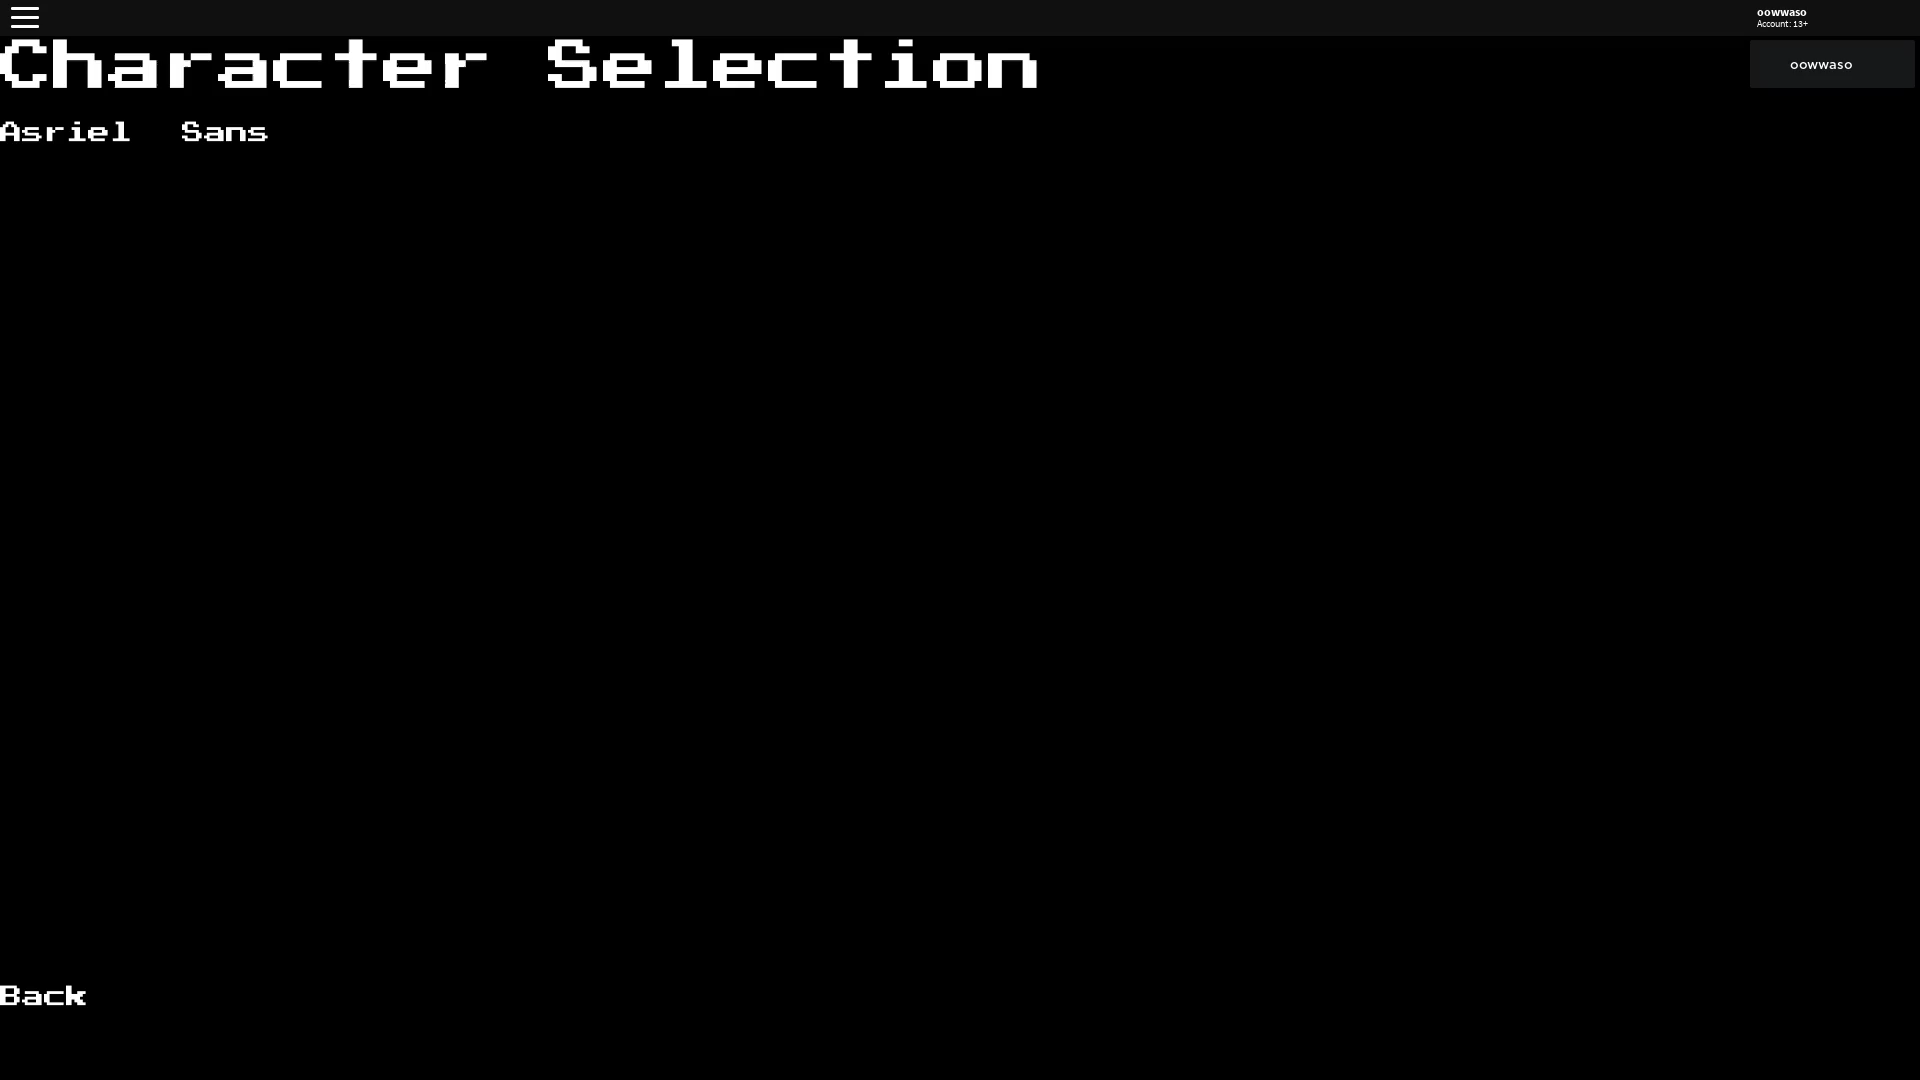 oowwaso
Account: 13+
Character Selection
oowwaso
Asriel Sans
Back